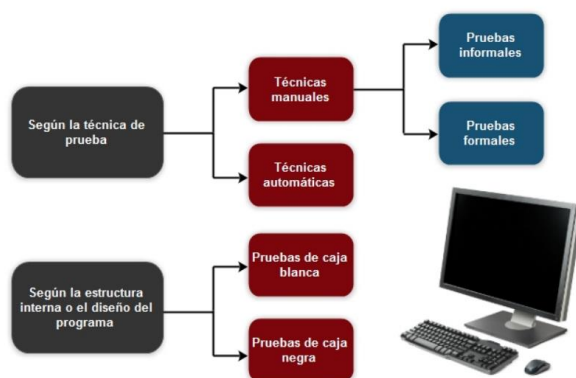 Según la técnica de
prueba
Técnicas
manuales
Técnicas
automáticas
Pruebas
informales
Pruebas
formales
Según la estructura
interna o el diseño del
programa
Pruebas de caja
blanca
Pruebas de caja
negra